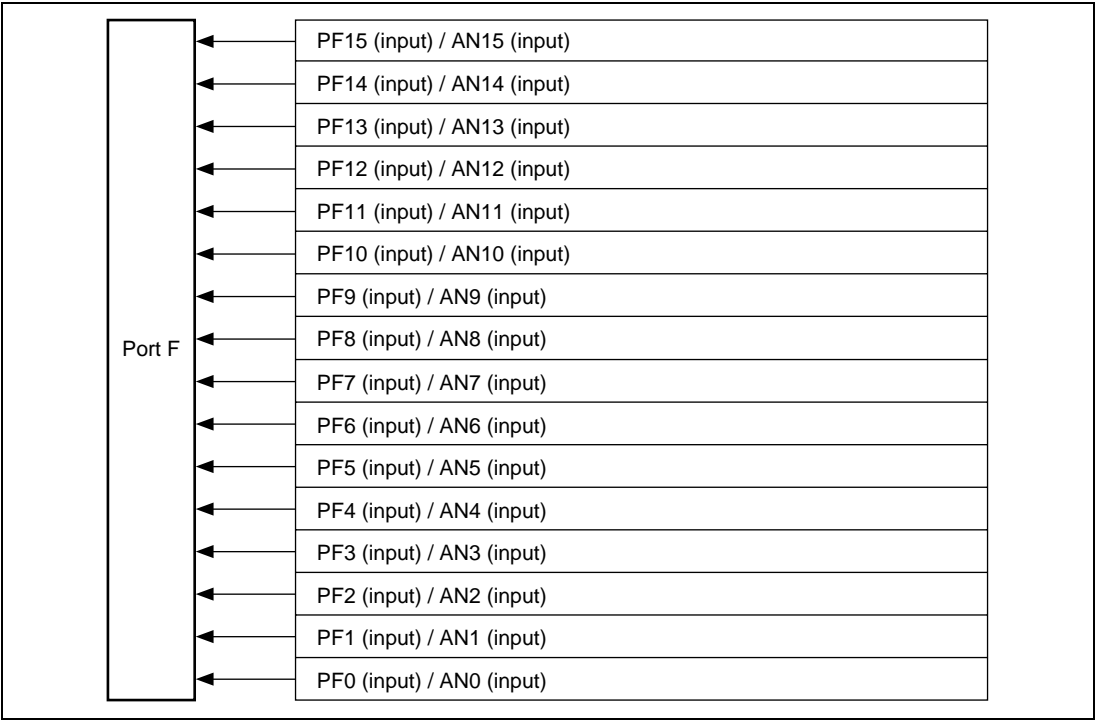 PF15 (input) / AN15 (input)
PF14 (input) / AN14 (input)
PF13 (input) / AN13 (input)
PF12 (input) / AN12 (input)
PF11 (input) / AN11 (input)
PF10 (input) / AN10 (input)
PF9 (input) / AN9 (input)
PF8 (input) / AN8 (input)
Port F
PF7 (input) / AN7 (input)
PF6 (input) / AN6 (input)
PF5 (input) / AN5 (input)
PF4 (input) / AN4 (input)
PF3 (input) / AN3 (input)
PF2 (input) / AN2 (input)
PF1 (input) / AN1 (input)
PF0 (input) / AN0 (input)